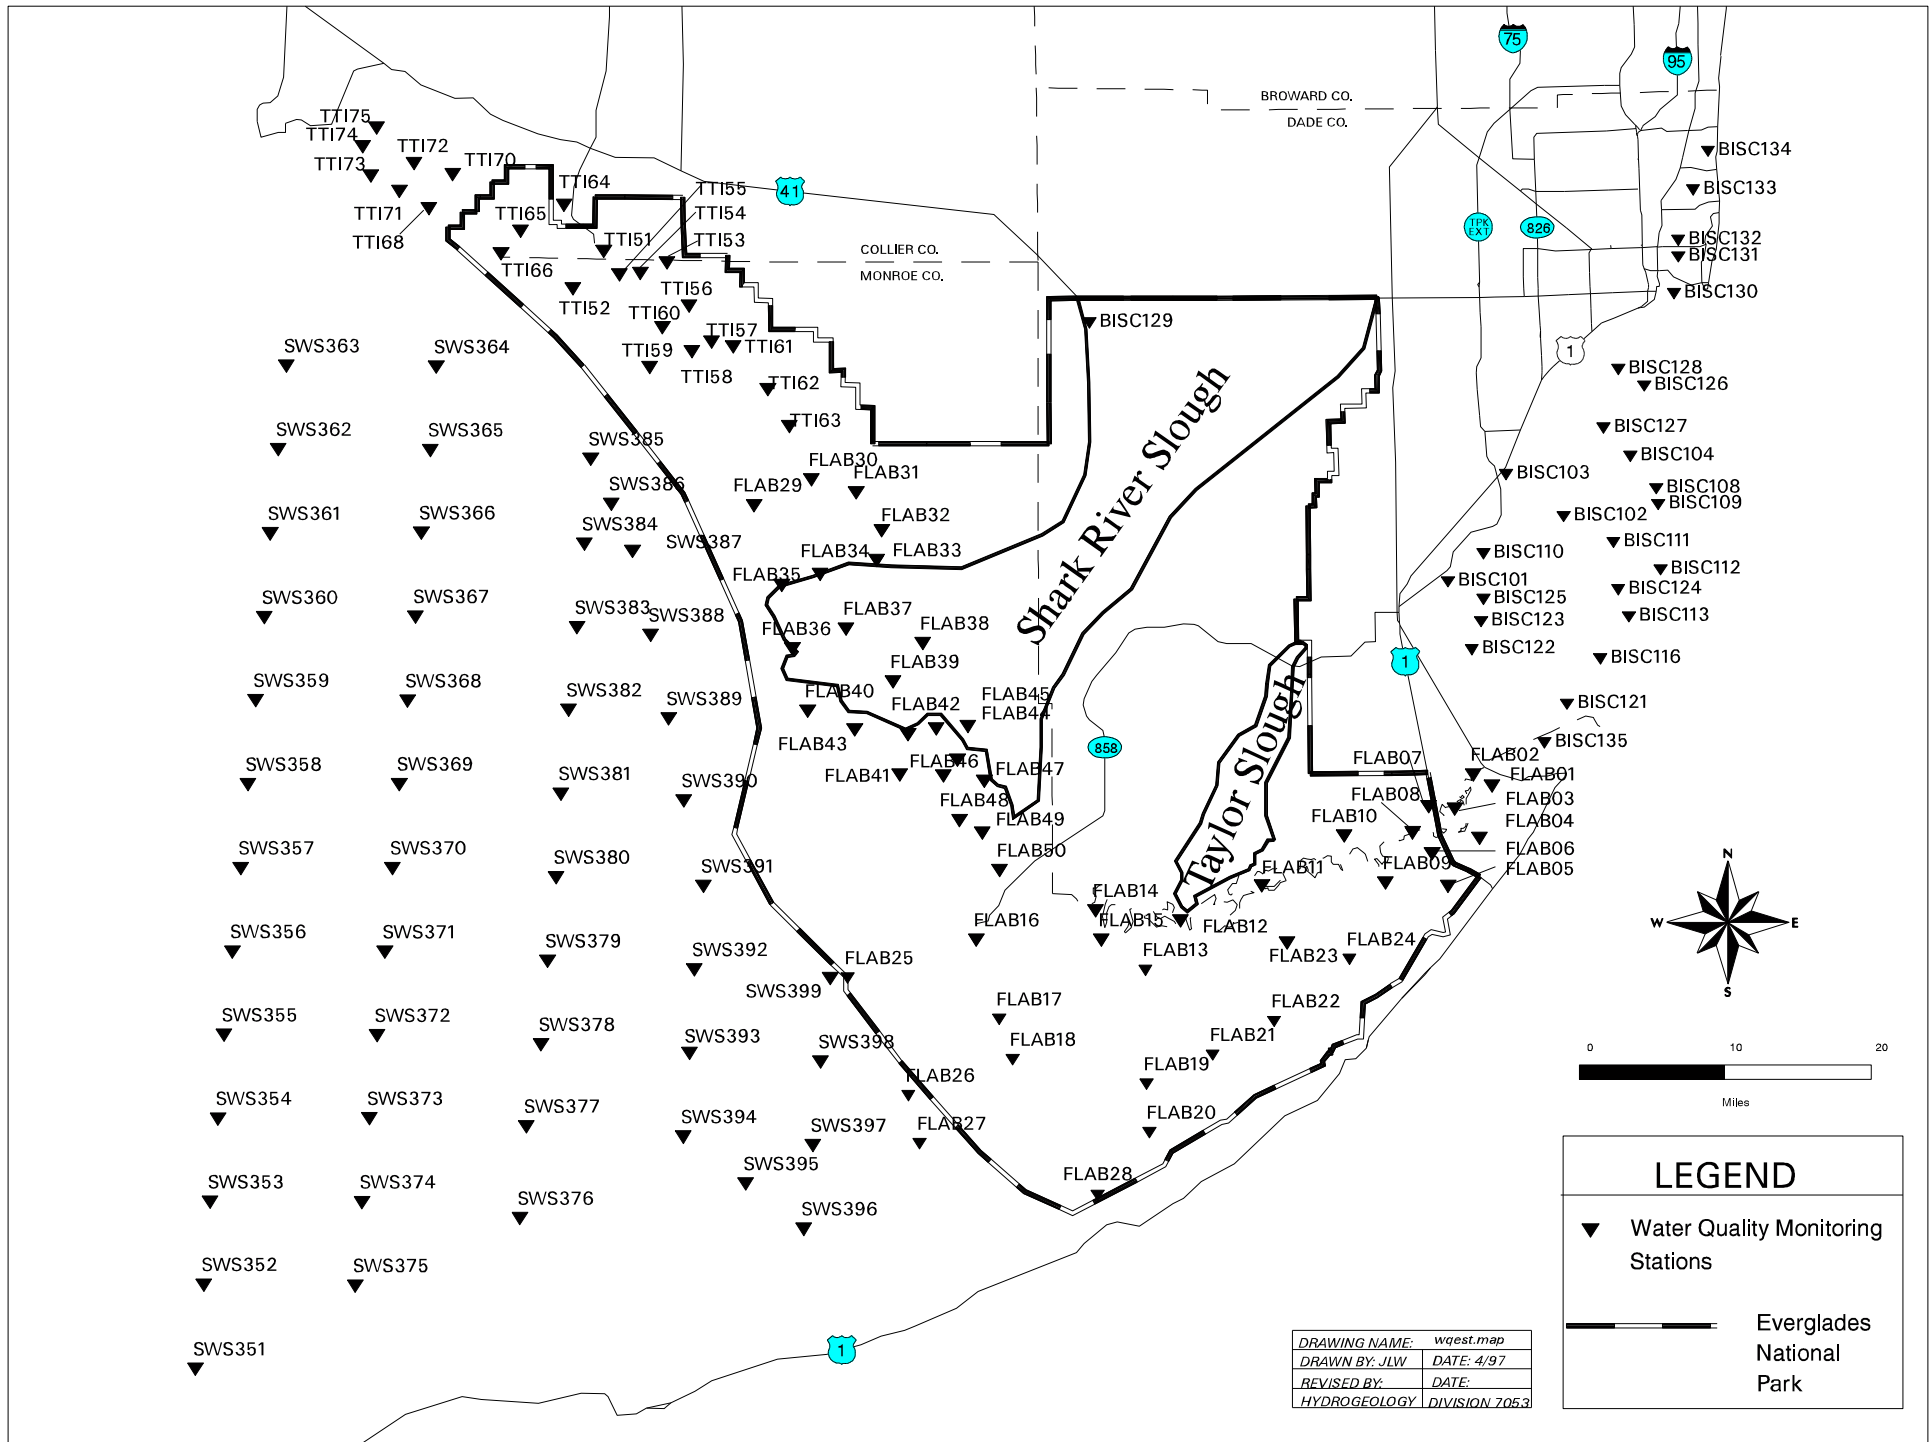 75
95
BROWARD CO.
DADE CO.
TTI75
TTI74
TTI72
TTI73
TTI70
TTI71
TTI68
TTI64
TTI65
TTI66
TTI55
TTI54
TTI53
TTI51
TTI52
TTI56
TTI60
TTI57
TTI59
TTI61
TTI58
TTI62
TTI63
41
COLLIER CO.
MONROE CO.
TPK
EXT
826
1
BISC134
BISC133
BISC132
BISC131
BISC130
BISC129
BISC128
BISC126
BISC127
BISC104
BISC103
BISC108
BISC109
BISC102
BISC111
BISC110
BISC112
BISC101
BISC124
BISC125
BISC113
BISC123
BISC122
BISC116
BISC121
BISC135
SWS363
SWS364
SWS362
SWS365
SWS385
SWS386
SWS361
SWS366
SWS384
SWS387
SWS360
SWS367
SWS383
SWS388
SWS359
SWS368
SWS382
SWS389
SWS358
SWS369
SWS381
SWS390
SWS357
SWS370
SWS380
SWS391
SWS356
SWS371
SWS379
SWS392
SWS399
SWS355
SWS372
SWS378
SWS393
SWS398
SWS354
SWS373
SWS377
SWS394
SWS397
SWS353
SWS374
SWS376
SWS395
SWS396
SWS352
SWS375
SWS351
FLAB30
FLAB31
FLAB29
FLAB32
FLAB34
FLAB33
FLAB35
FLAB37
FLAB36
FLAB38
FLAB39
FLAB40
FLAB42
FLAB45
FLAB44
FLAB43
FLAB41
FLAB46
FLAB47
FLAB48
FLAB49
FLAB50
Shark River Slough
Taylor Slough
858
1
FLAB07
FLAB02
FLAB01
FLAB08
FLAB03
FLAB10
FLAB04
FLAB06
FLAB09
FLAB05
FLAB11
FLAB14
FLAB16
FLAB15
FLAB12
FLAB13
FLAB23
FLAB24
FLAB25
FLAB17
FLAB22
FLAB18
FLAB21
FLAB19
FLAB26
FLAB27
FLAB20
FLAB28
1
N
W
E
S
0 10 20
Miles
LEGEND
Water Quality Monitoring
Stations
Everglades
National
Park
DRAWING NAME: wqest.map
DRAWN BY: JLW DATE: 4/97
REVISED BY: DATE:
HYDROGEOLOGY DIVISION 7053